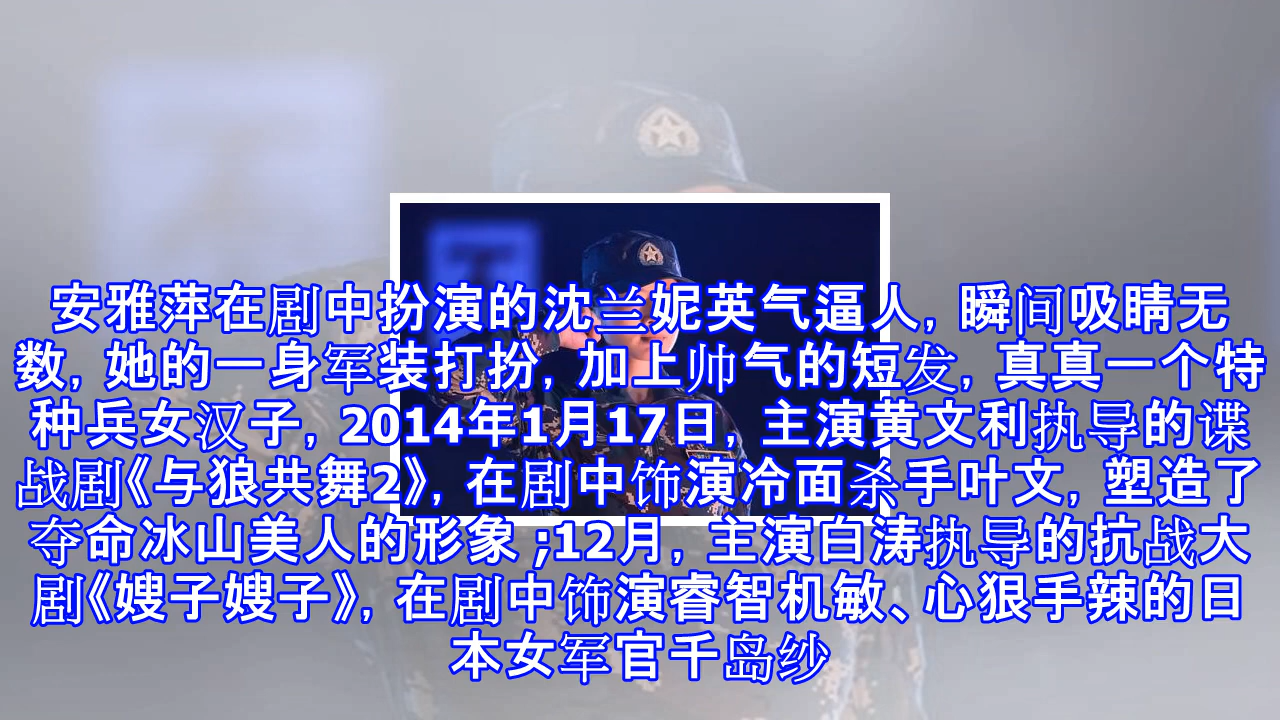 安雅萍在剧中扮演的沈兰妮英气逼人, 瞬间吸睛无
数, 她的一身军装打扮, 加上帅气的短发, 真真一个特
种兵女汉子, 2014年1月17日, 主演黄文利执导的谍
战剧《与狼共舞2》, 在剧中饰演冷面杀手叶文, 塑造了
夺命冰山美人的形象 ;12月, 主演白涛执导的抗战大
剧《嫂子嫂子》, 在剧中饰演睿智机敏、心狠手辣的日
本女军官千岛纱